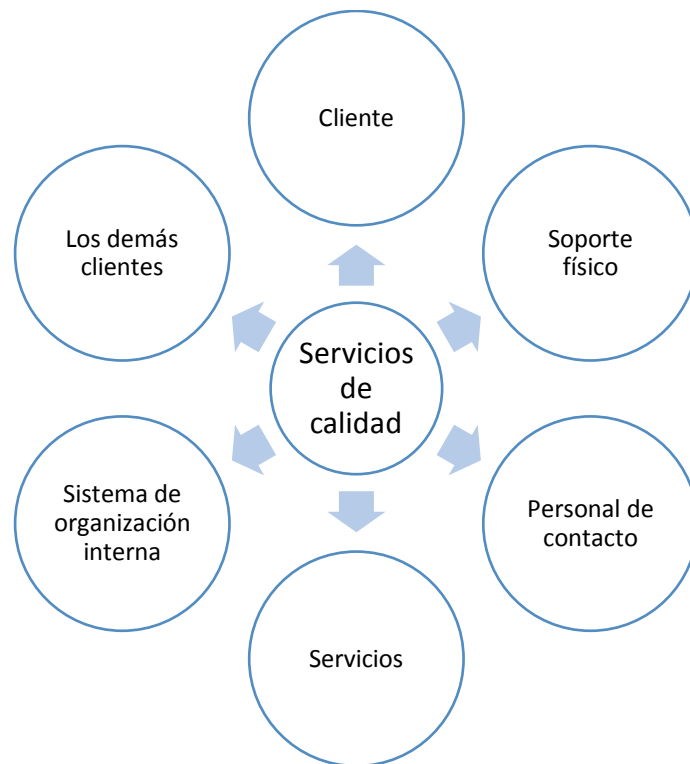 Cliente
Los demás
clientes
Soporte
físico
Servicios
de
calidad
Sistema de
organización
interna
Personal de
contacto
Servicios